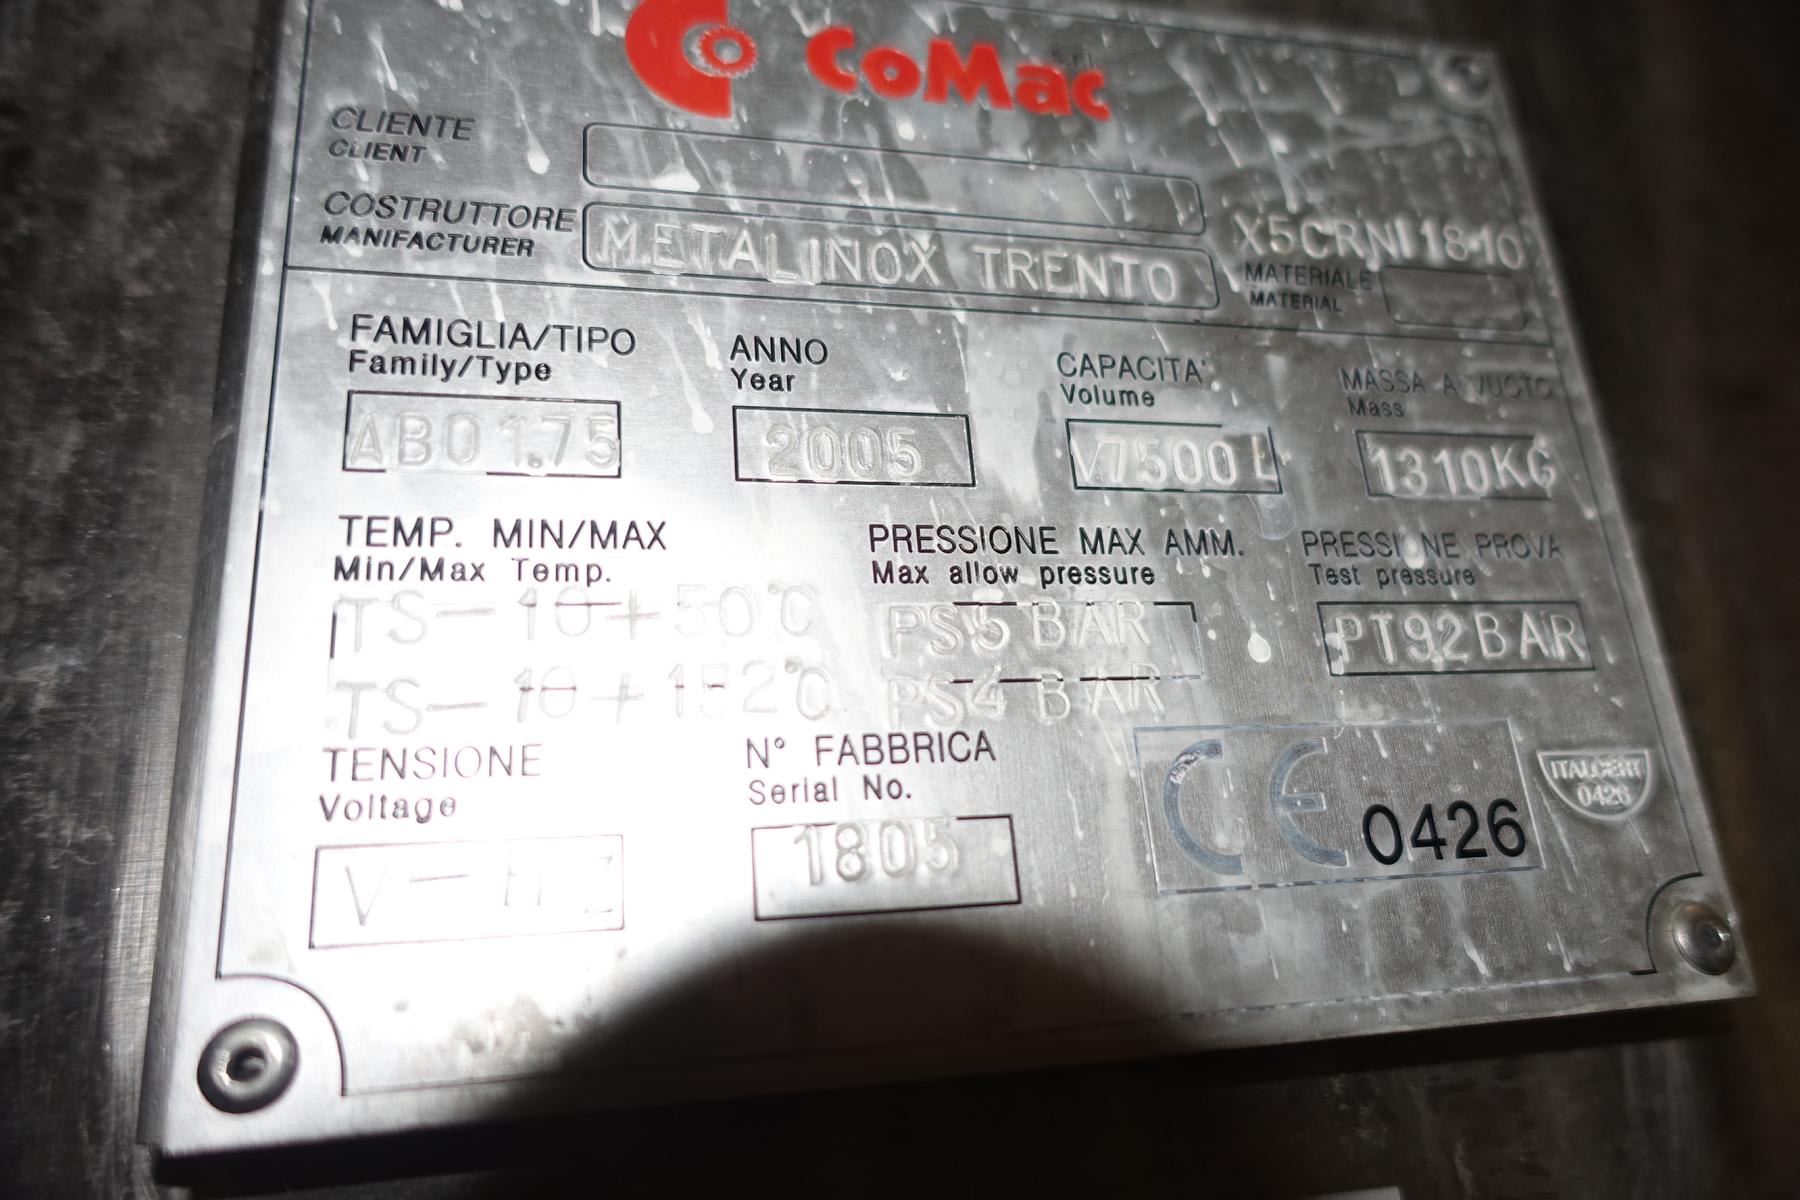 CoMac s.r.l.
CLIENTE
CLIENT
COSTRUTTORE
MANIFACTURER
METALINOX TRENTO
X5CRNI18-10
MATERIALE
MATERIAL
FAMIGLIA/TIPO
Family/Type
AB01.75
ANNO
Year
2005
CAPACITA'
Volume
V7500 L
MASSA A VUOTO
Mass
1310KG
TEMP. MIN/MAX
Min/Max Temp.
TS-10+50°C
TS-10+152°C
PRESSIONE MAX AMM.
Max allow pressure
PS5 BAR
PS4 BAR
PRESSIONE PROVA
Test pressure
PT92BAR
TENSIONE
Voltage
V-HZ
N° FABBRICA
Serial No.
1805
CE 0426
ITALCERT
0426